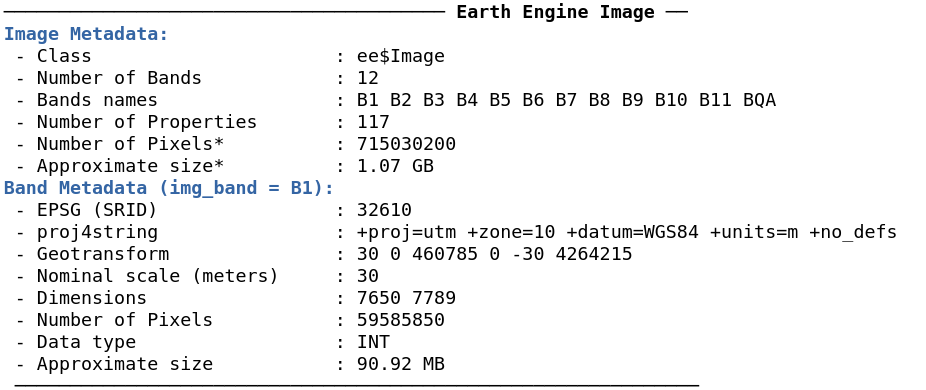 Earth Engine Image
Image Metadata:
- Class : ee$Image
- Number of Bands : 12
- Bands names : B1 B2 B3 B4 B5 B6 B7 B8 B9 B10 B11 BQA
- Number of Properties : 117
- Number of Pixels* : 715030200
- Approximate size* : 1.07 GB
Band Metadata (img_band = B1):
- EPSG (SRID) : 32610
- proj4string : +proj=utm +zone=10 +datum=WGS84 +units=m +no_defs
- Geotransform : 30 0 460785 0 -30 4264215
- Nominal scale (meters) : 30
- Dimensions : 7650 7789
- Number of Pixels : 59585850
- Data type : INT
- Approximate size : 90.92 MB